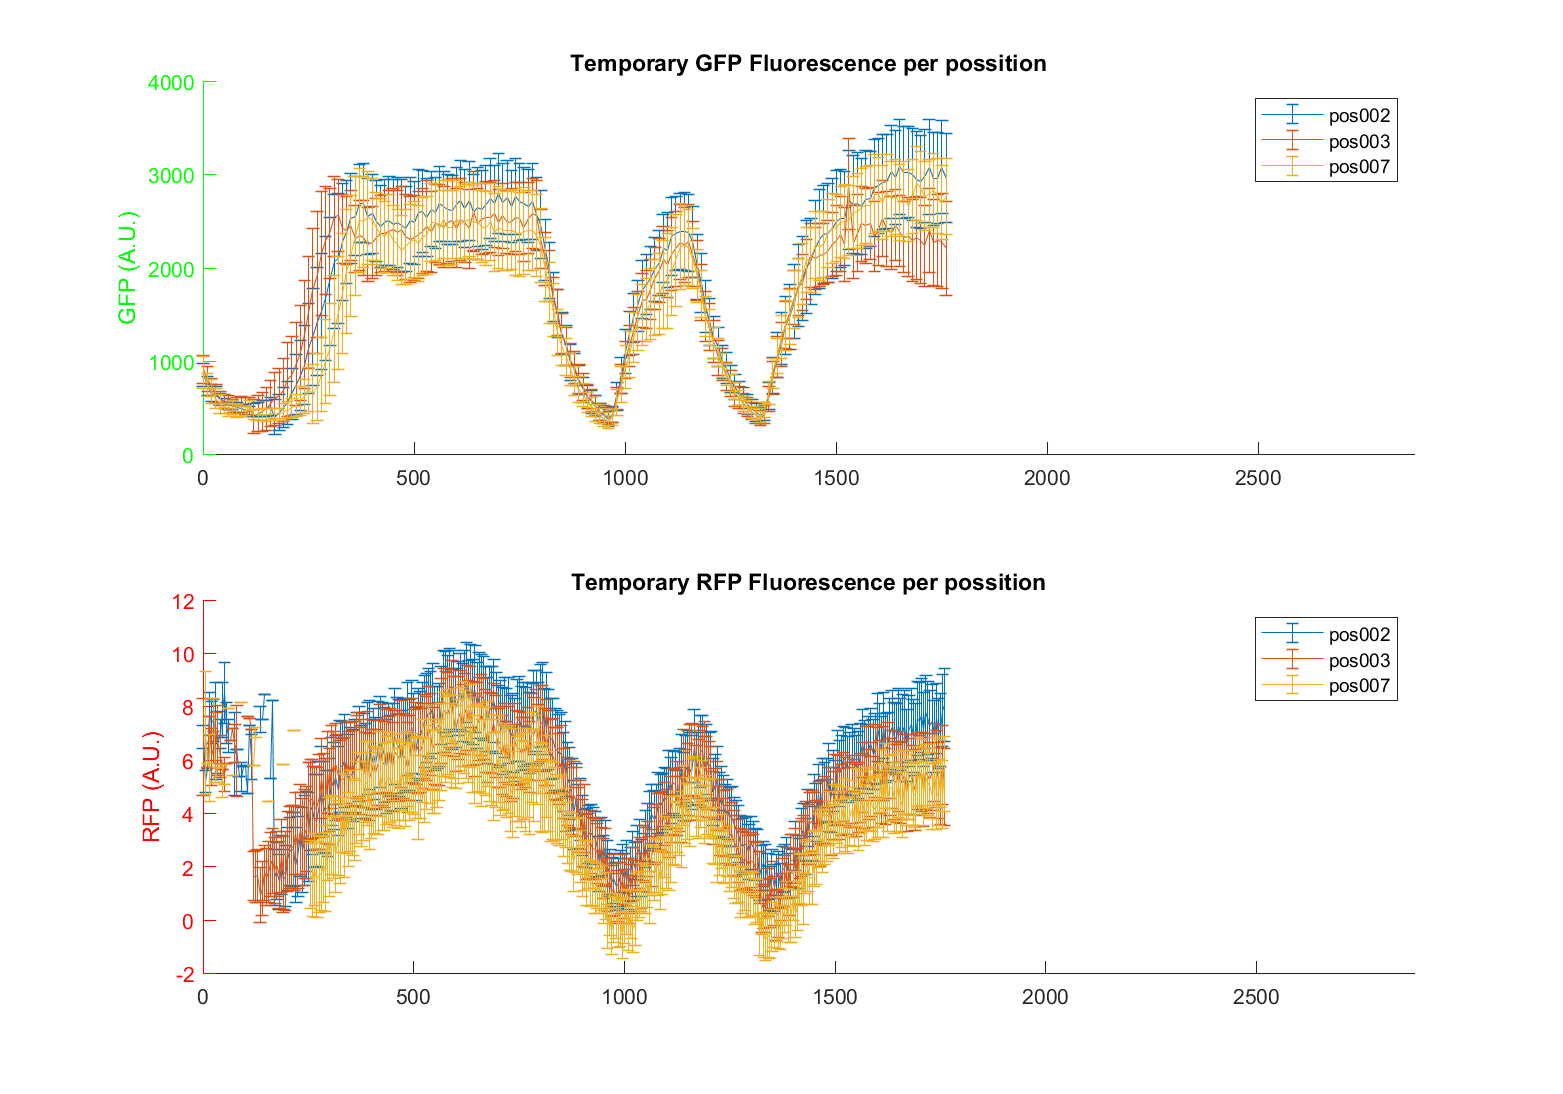 Temporary GFP Fluorescence per possition
GFP (A.U.)
4000
3000
2000
1000
0
0 500 1000 1500 2000 2500
pos002
pos003
pos007
Temporary RFP Fluorescence per possition
RFP (A.U.)
12
10
8
6
4
2
0
-2
0 500 1000 1500 2000 2500
pos002
pos003
pos007